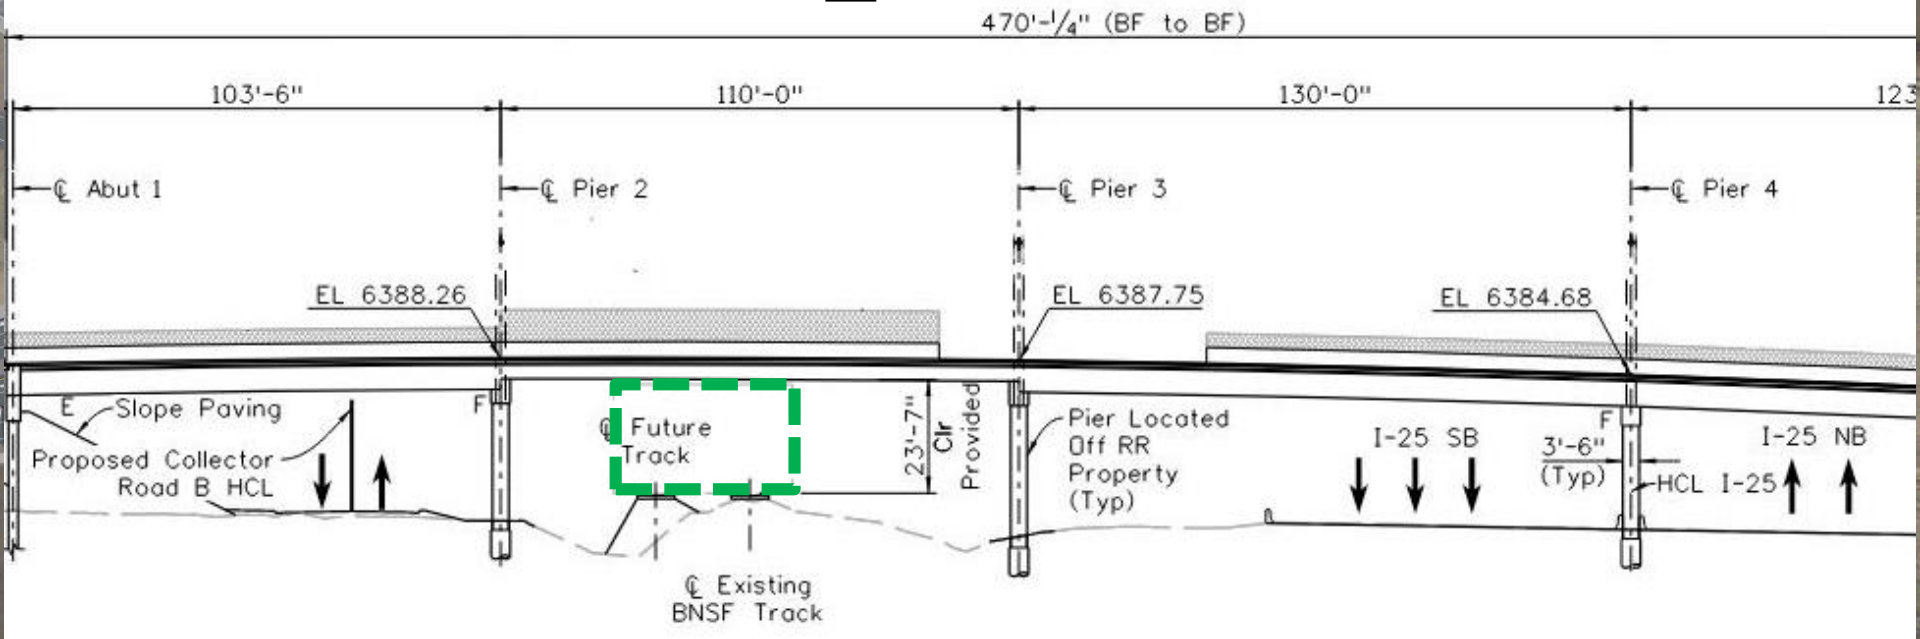 470'-1/4" (BF to BF)
103'-6"
110'-0"
130'-0"
123
℄ Abut 1
℄ Pier 2
℄ Pier 3
℄ Pier 4
EL 6388.26
EL 6387.75
EL 6384.68
E
Slope Paving
F
Proposed Collector
Road B HCL
℄ Future
Track
23'-7"
Clr
Provided
Pier Located
Off RR
Property
(Typ)
I-25 SB
F
3'-6"
(Typ)
HCL I-25
I-25 NB
℄ Existing
BNSF Track